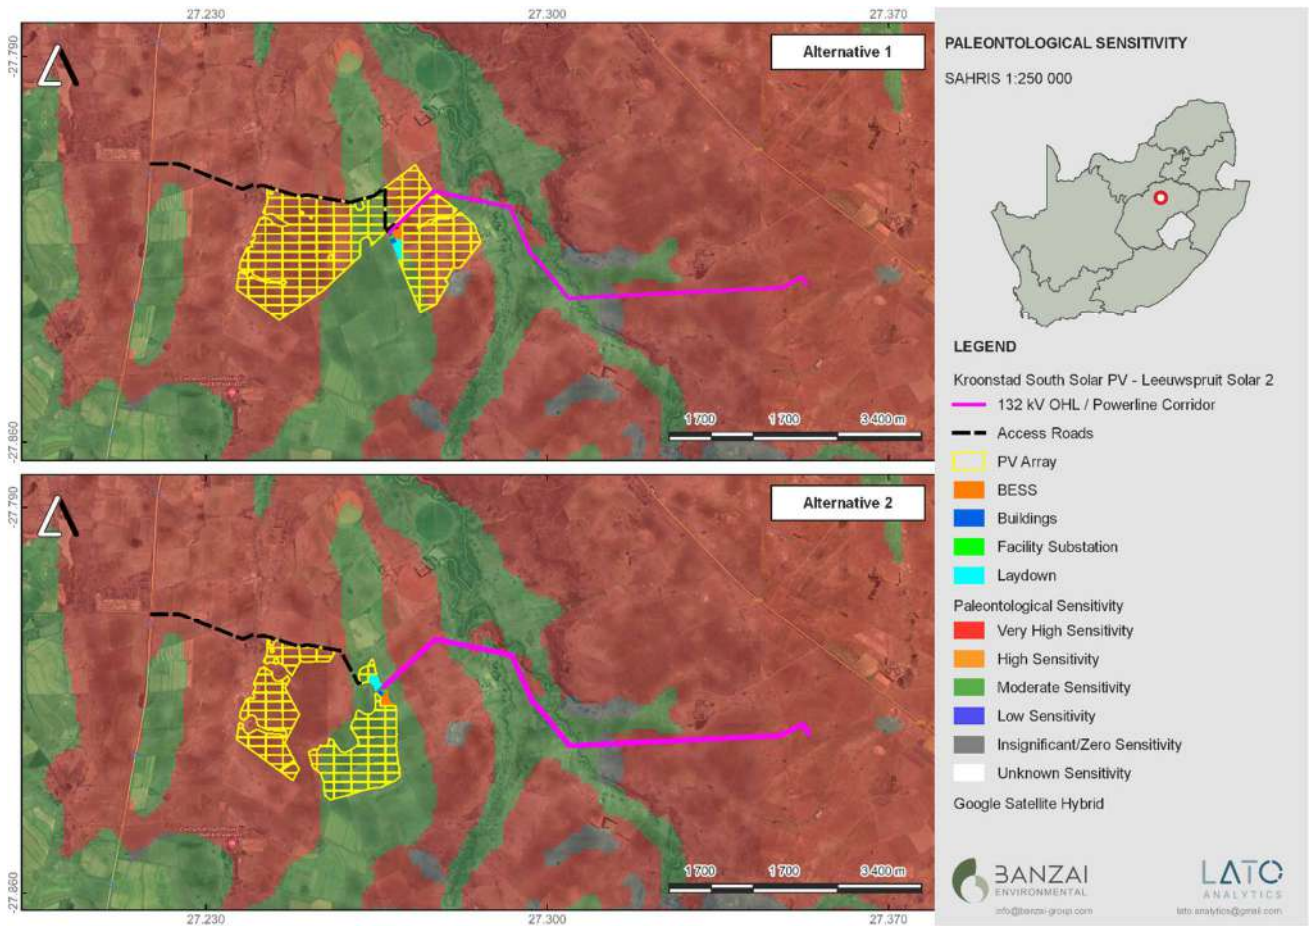 27.230
27.300
27.370
-27.790
Alternative 1
1 700
1 700
3 400 m
-27.860
-27.790
Alternative 2
1 700
1 700
3 400 m
-27.860
27.230
27.300
27.370
PALEONTOLOGICAL SENSITIVITY
SAHRIS 1:250 000
LEGEND
Kroonstad South Solar PV - Leeuwspruit Solar 2
132 kV OHL / Powerline Corridor
Access Roads
PV Array
BESS
Buildings
Facility Substation
Laydown
Paleontological Sensitivity
Very High Sensitivity
High Sensitivity
Moderate Sensitivity
Low Sensitivity
Insignificant/Zero Sensitivity
Unknown Sensitivity
Google Satellite Hybrid
BANZAI
ENVIRONMENTAL
info@banzai-group.com
LATO
ANALYTICS
lato.analytics@gmail.com